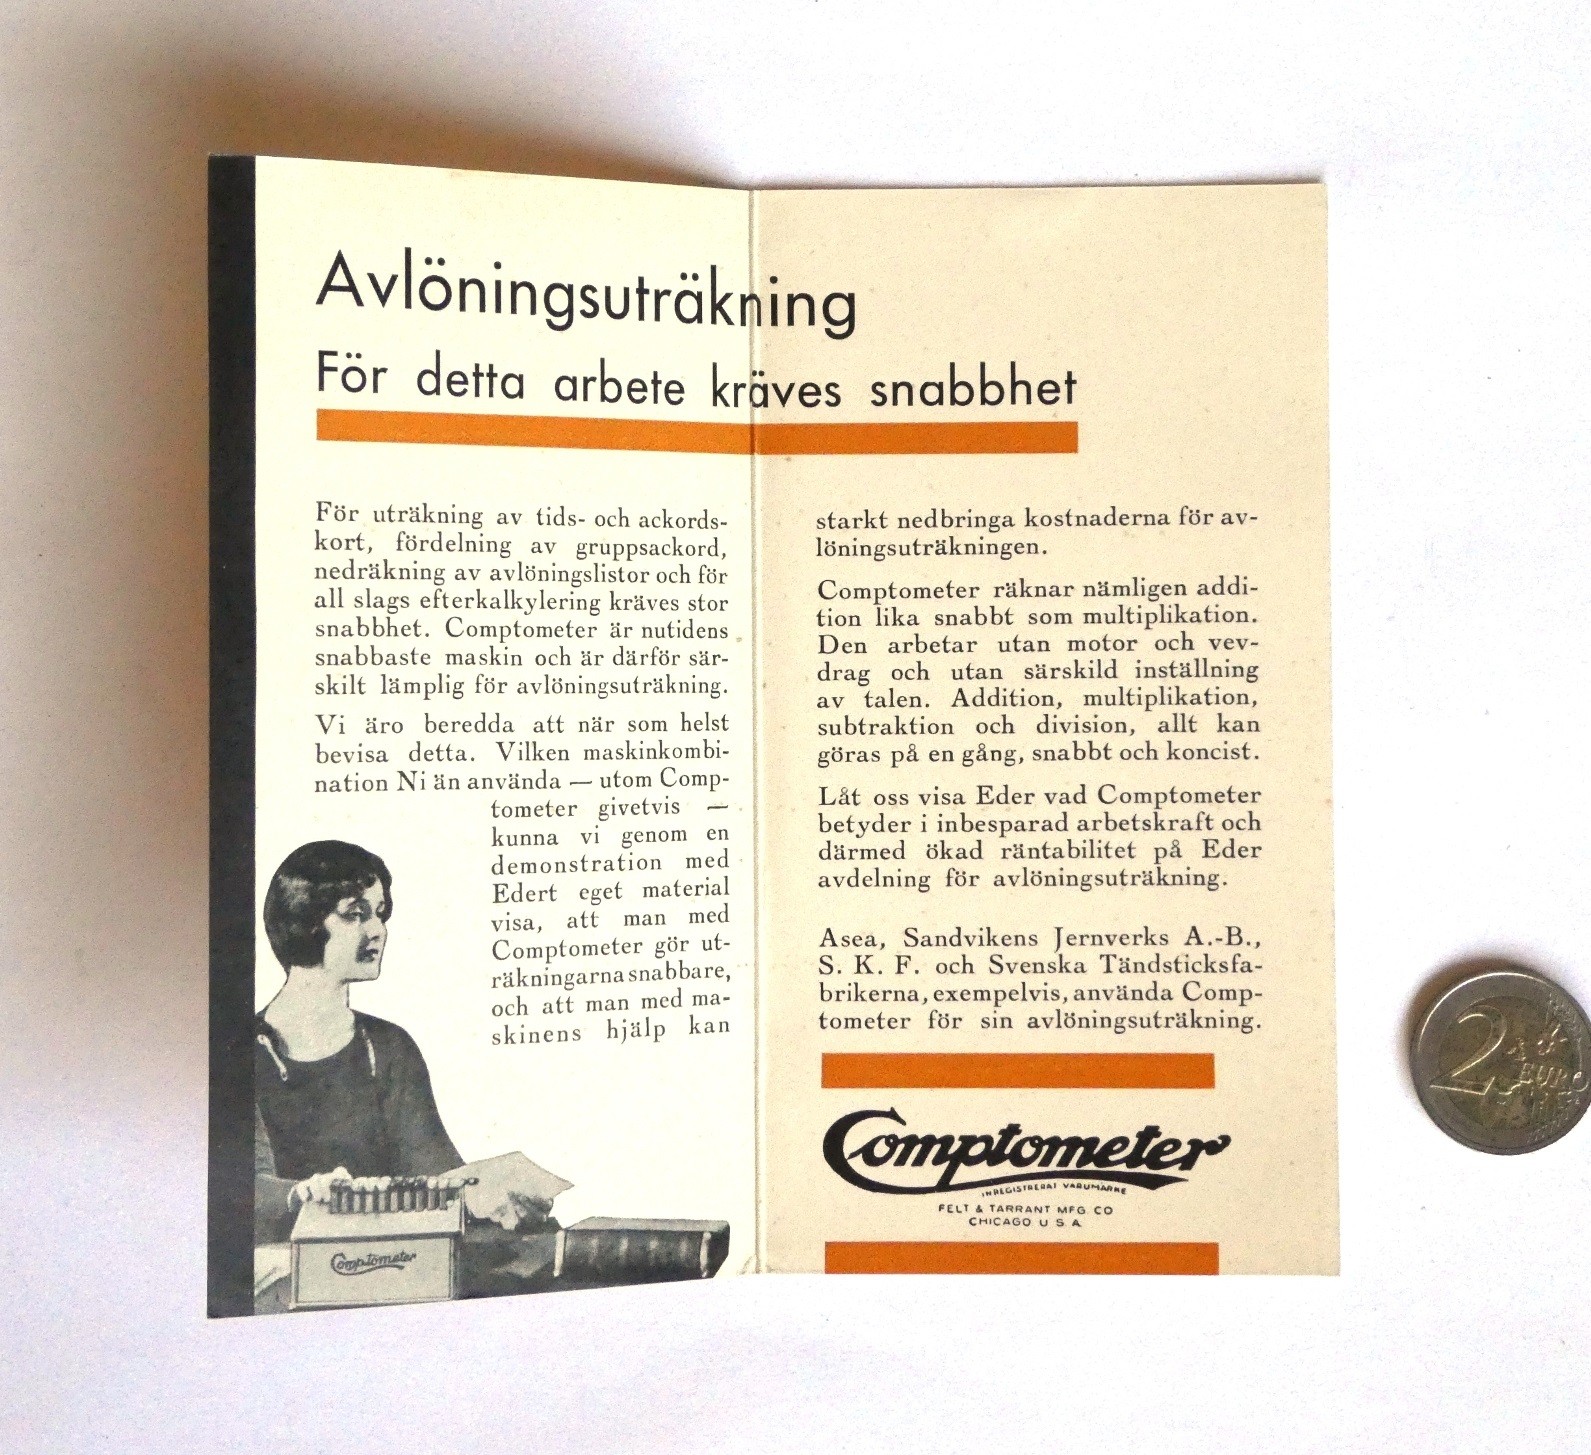 Avlöningsuträkning
För detta arbete kräves snabbhet
För uträkning av tids- och ackords-
kort, fördelning av gruppsackord,
nedräkning av avlöningslistor och för
all slags efterkalkylering kräves stor
snabbhet. Comptometer är nutidens
snabbaste maskin och är därför sär-
skilt lämplig för avlöningsuträkning.
Vi äro beredda att när som helst
bevisa detta. Vilken maskinkombi-
nation Ni än använda — utom Comp-
tometer givetvis —
kunna vi genom en
demonstration med
Edert eget material
visa, att man med
Comptometer gör ut-
räkningarna snabbare,
och att man med ma-
skinens hjälp kan
Comptometer
starkt nedbringa kostnaderna för av-
löningsuträkningen.
Comptometer räknar nämligen addi-
tion lika snabbt som multiplikation.
Den arbetar utan motor och vev-
drag och utan särskild inställning
av talen. Addition, multiplikation,
subtraktion och division, allt kan
göras på en gång, snabbt och koncist.
Låt oss visa Eder vad Comptometer
betyder i inbesparad arbetskraft och
därmed ökad räntabilitet på Eder
avdelning för avlöningsuträkning.
Asea, Sandvikens Jernverks A.-B.,
S. K. F. och Svenska Tändsticksfa-
brikerna, exempelvis, använda Comp-
tometer för sin avlöningsuträkning.
Comptometer
INREGISTRERAT VARUMÄRKE
FELT & TARRANT MFG CO
CHICAGO U S A
2 EURO